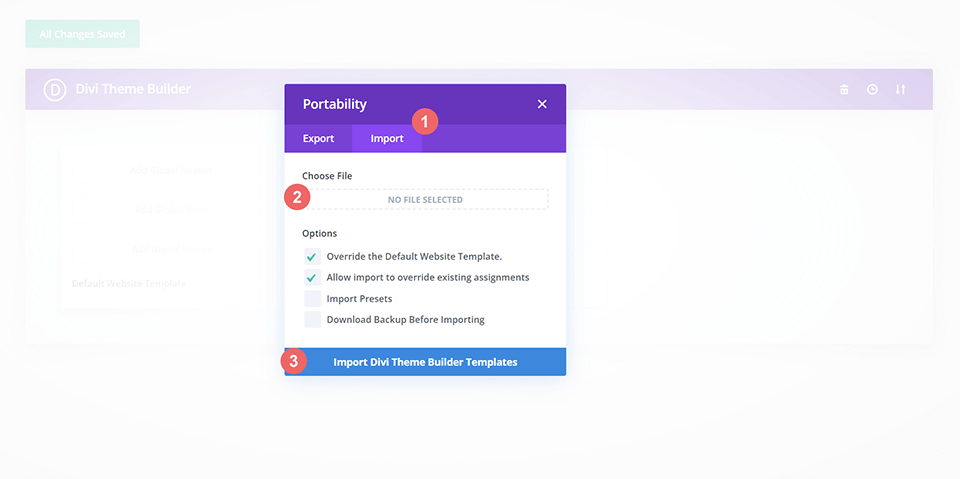 All Changes Saved
D Divi Theme Builder
Portability
1
Export Import
Choose File
2
NO FILE SELECTED
Options
Override the Default Website Template.
Allow import to override existing assignments
Import Presets
Download Backup Before Importing
3 Import Divi Theme Builder Templates
Add Global Header
Add Global Body
Add Global Footer
Default Website Template